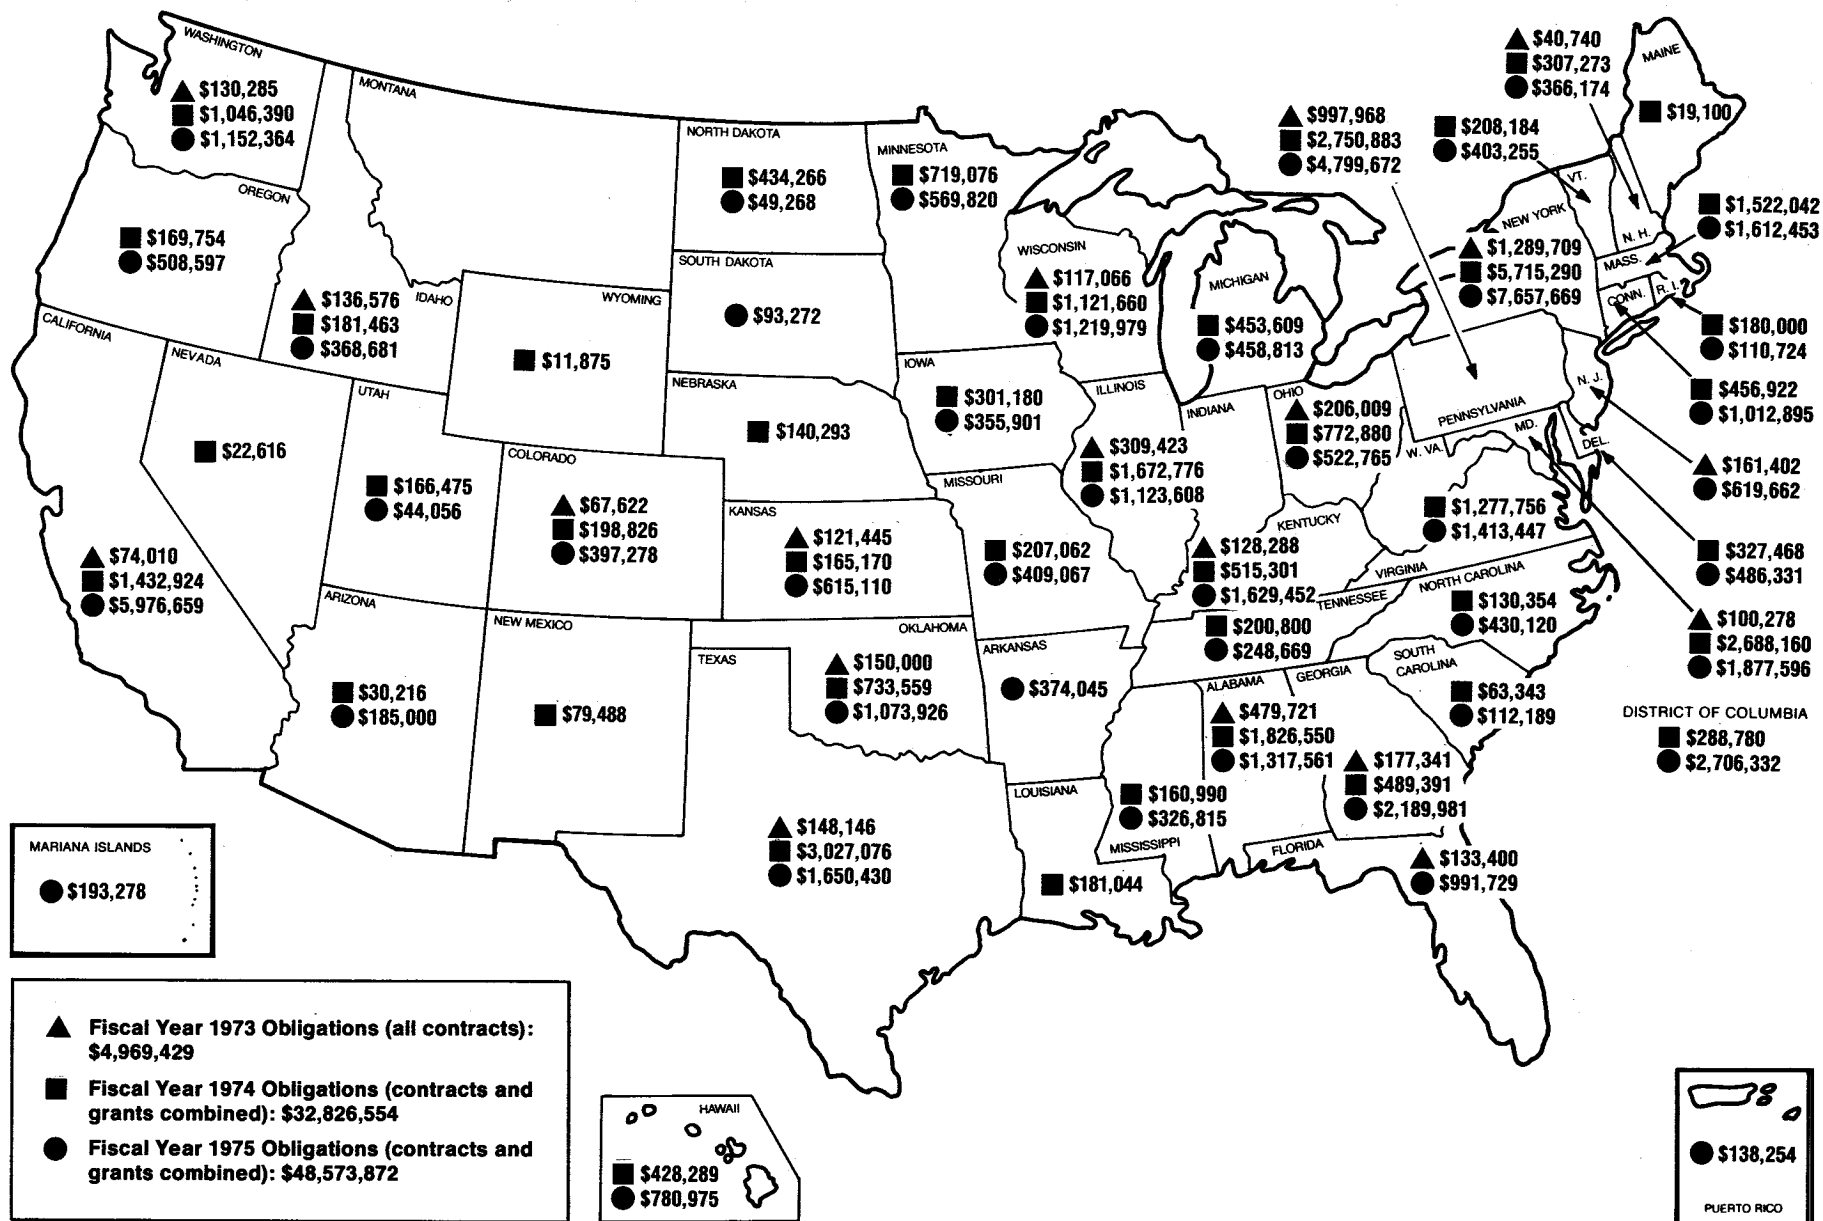 WASHINGTON
▲ $130,285
■ $1,046,390
● $1,152,364
MONTANA
NORTH DAKOTA
■ $434,266
● $49,268
MINNESOTA
■ $719,076
● $569,820
▲ $997,968
■ $2,750,883
● $4,799,672
■ $208,184
● $403,255
▲ $40,740
■ $307,273
● $366,174
MAINE
■ $19,100
OREGON
■ $169,754
● $508,597
IDAHO
▲ $136,576
■ $181,463
● $368,681
WYOMING
■ $11,875
SOUTH DAKOTA
● $93,272
WISCONSIN
▲ $117,066
■ $1,121,660
● $1,219,979
MICHIGAN
■ $453,609
● $458,813
NEW YORK
▲ $1,289,709
■ $5,715,290
● $7,657,669
VT.
N. H.
MASS.
■ $1,522,042
● $1,612,453
CONN.
R. I.
■ $180,000
● $110,724
■ $456,922
● $1,012,895
CALIFORNIA
▲ $74,010
■ $1,432,924
● $5,976,659
NEVADA
■ $22,616
UTAH
■ $166,475
● $44,056
COLORADO
▲ $67,622
■ $198,826
● $397,278
NEBRASKA
■ $140,293
KANSAS
▲ $121,445
■ $165,170
● $615,110
IOWA
■ $301,180
● $355,901
MISSOURI
■ $207,062
● $409,067
ILLINOIS
▲ $309,423
■ $1,672,776
● $1,123,608
INDIANA
OHIO
▲ $206,009
■ $772,880
● $522,765
PENNSYLVANIA
N. J.
▲ $161,402
● $619,662
W. VA.
MD.
DEL.
■ $327,468
● $486,331
▲ $100,278
■ $2,688,160
● $1,877,596
KENTUCKY
▲ $128,288
■ $515,301
● $1,629,452
VIRGINIA
■ $1,277,756
● $1,413,447
TENNESSEE
■ $200,800
● $248,669
NORTH CAROLINA
■ $130,354
● $430,120
SOUTH
CAROLINA
■ $63,343
● $112,189
DISTRICT OF COLUMBIA
■ $288,780
● $2,706,332
ARIZONA
■ $30,216
● $185,000
NEW MEXICO
■ $79,488
TEXAS
▲ $148,146
■ $3,027,076
● $1,650,430
OKLAHOMA
▲ $150,000
■ $733,559
● $1,073,926
ARKANSAS
● $374,045
LOUISIANA
■ $181,044
MISSISSIPPI
■ $160,990
● $326,815
ALABAMA
▲ $479,721
■ $1,826,550
● $1,317,561
GEORGIA
▲ $177,341
■ $489,391
● $2,189,981
FLORIDA
▲ $133,400
● $991,729
MARIANA ISLANDS
● $193,278
▲ Fiscal Year 1973 Obligations (all contracts):
$4,969,429
■ Fiscal Year 1974 Obligations (contracts and
grants combined): $32,826,554
● Fiscal Year 1975 Obligations (contracts and
grants combined): $48,573,872
HAWAII
■ $428,289
● $780,975
● $138,254
PUERTO RICO